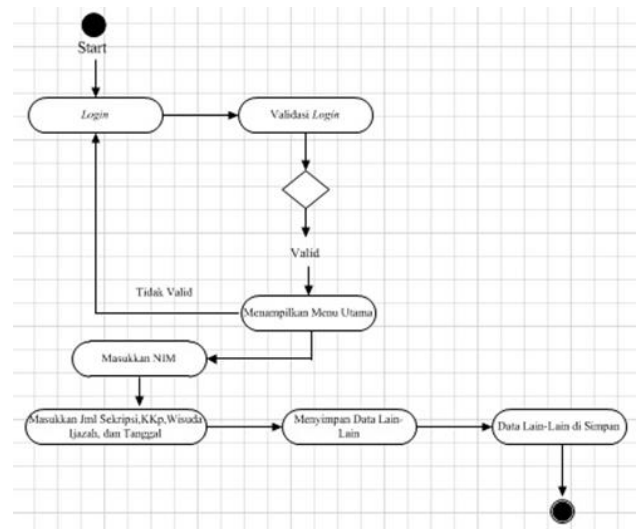 Start
Login
Validasi Login
Valid
Tidak Valid
Menampilkan Menu Utama
Masukkan NIM
Masukkan Jml Sekripsi,KKp,Wisuda
Ijazah, dan Tanggal
Menyimpan Data Lain-
Lain
Data Lain-Lain di Simpan